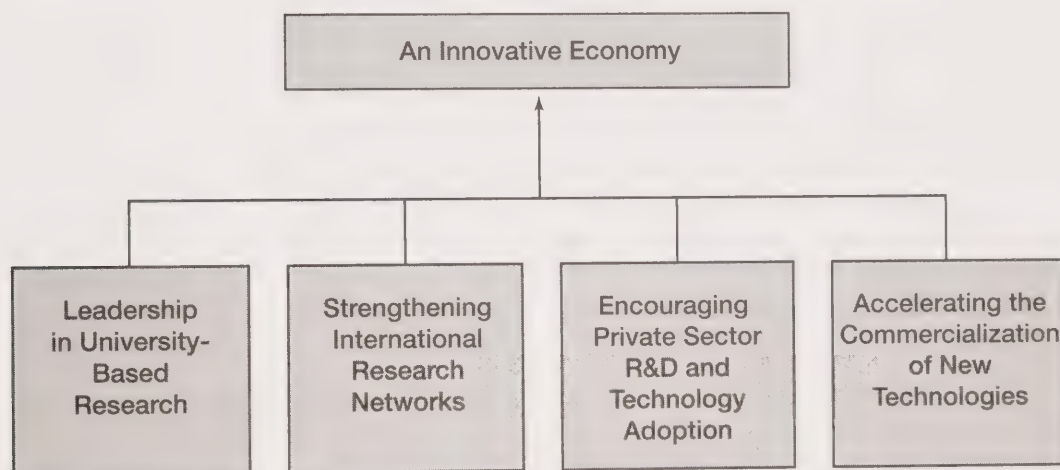 An Innovative Economy
Leadership
in University-
Based
Research
Strengthening
International
Research
Networks
Encouraging
Private Sector
R&D and
Technology
Adoption
Accelerating the
Commercialization
of New
Technologies